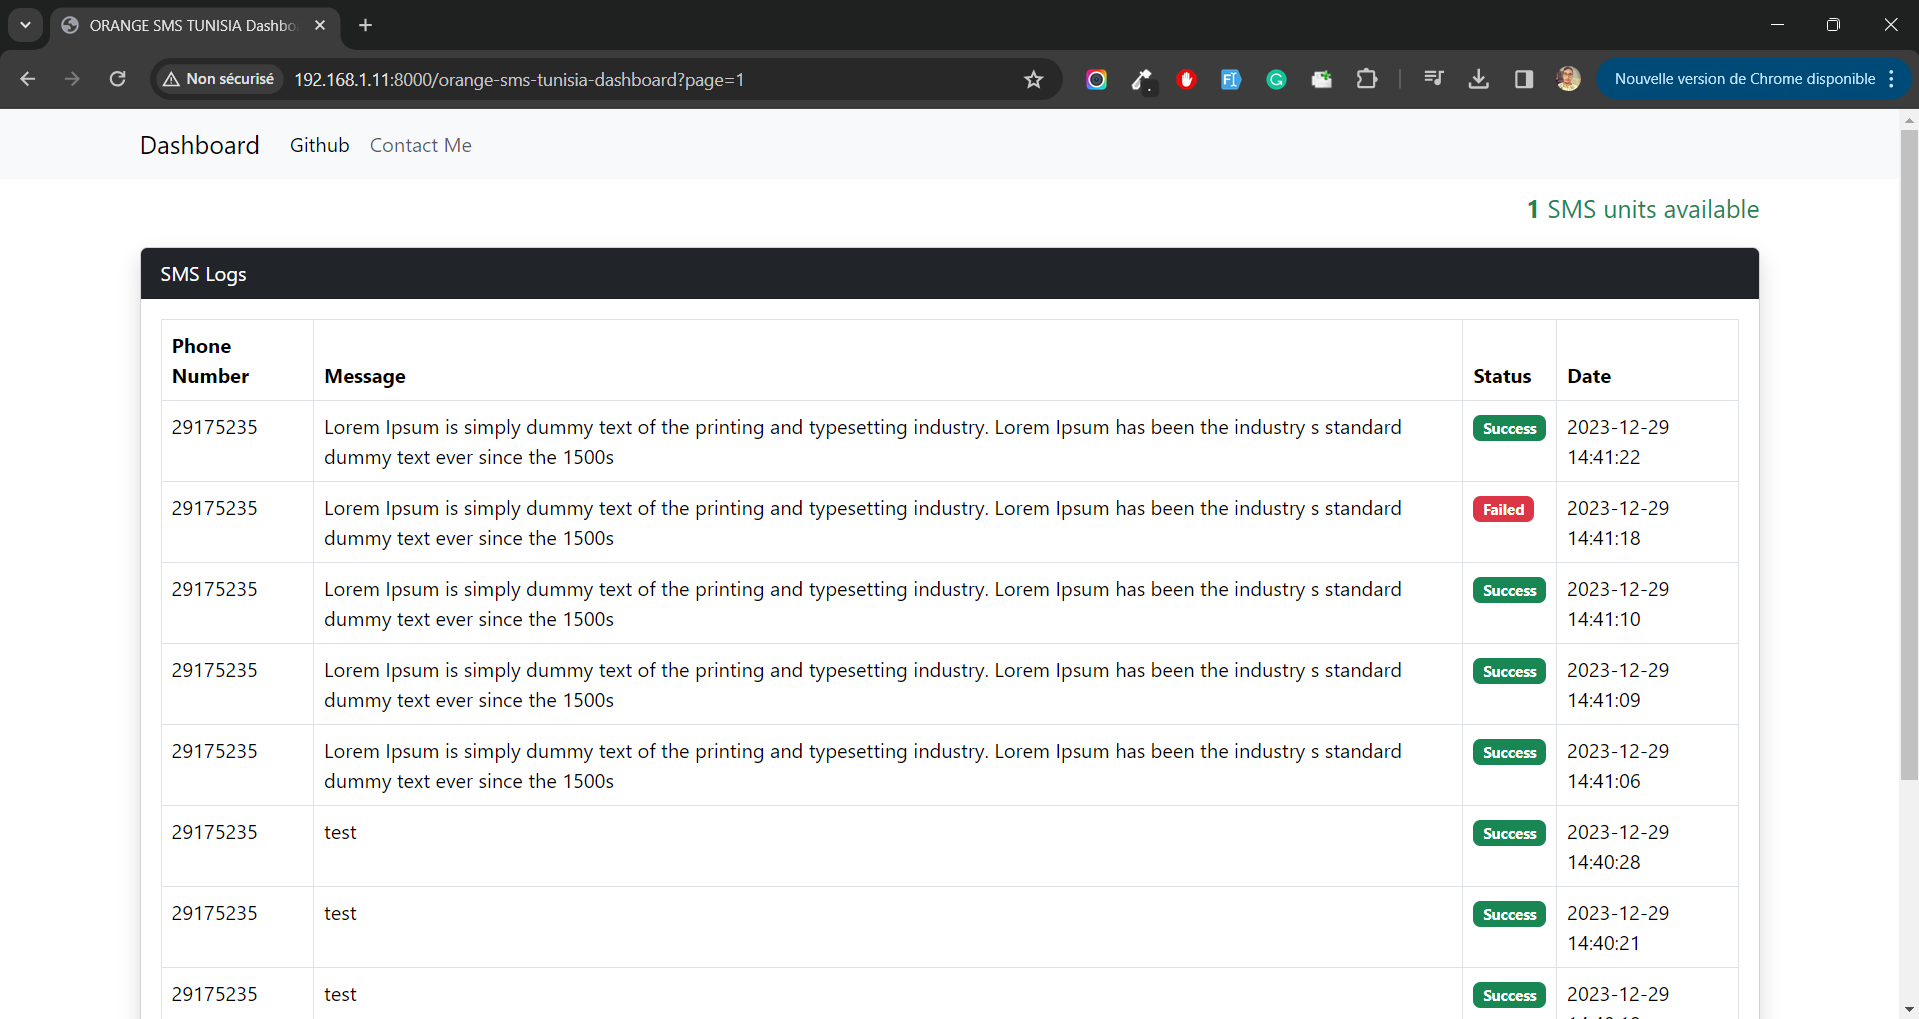 ORANGE SMS TUNISIA Dashbo
Non sécurisé
192.168.1.11:8000/orange-sms-tunisia-dashboard?page=1
Nouvelle version de Chrome disponible
Dashboard
Github
Contact Me
1 SMS units available
SMS Logs
Phone
Number
Message
Status
Date
29175235
Lorem Ipsum is simply dummy text of the printing and typesetting industry. Lorem Ipsum has been the industry s standard
dummy text ever since the 1500s
Success
2023-12-29
14:41:22
29175235
Lorem Ipsum is simply dummy text of the printing and typesetting industry. Lorem Ipsum has been the industry s standard
dummy text ever since the 1500s
Failed
2023-12-29
14:41:18
29175235
Lorem Ipsum is simply dummy text of the printing and typesetting industry. Lorem Ipsum has been the industry s standard
dummy text ever since the 1500s
Success
2023-12-29
14:41:10
29175235
Lorem Ipsum is simply dummy text of the printing and typesetting industry. Lorem Ipsum has been the industry s standard
dummy text ever since the 1500s
Success
2023-12-29
14:41:09
29175235
Lorem Ipsum is simply dummy text of the printing and typesetting industry. Lorem Ipsum has been the industry s standard
dummy text ever since the 1500s
Success
2023-12-29
14:41:06
29175235
test
Success
2023-12-29
14:40:28
29175235
test
Success
2023-12-29
14:40:21
29175235
test
Success
2023-12-29